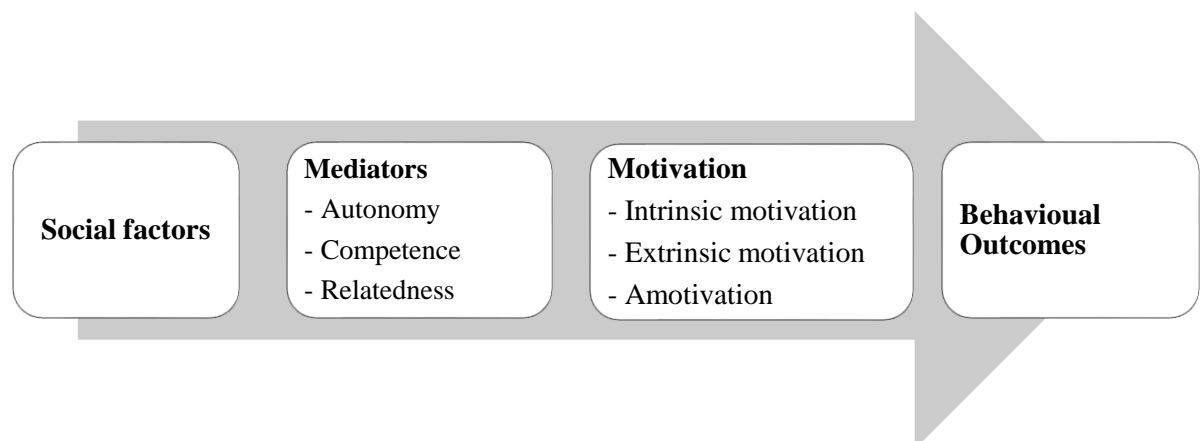 Social factors
Mediators
- Autonomy
- Competence
- Relatedness
Motivation
- Intrinsic motivation
- Extrinsic motivation
- Amotivation
Behavioual
Outcomes